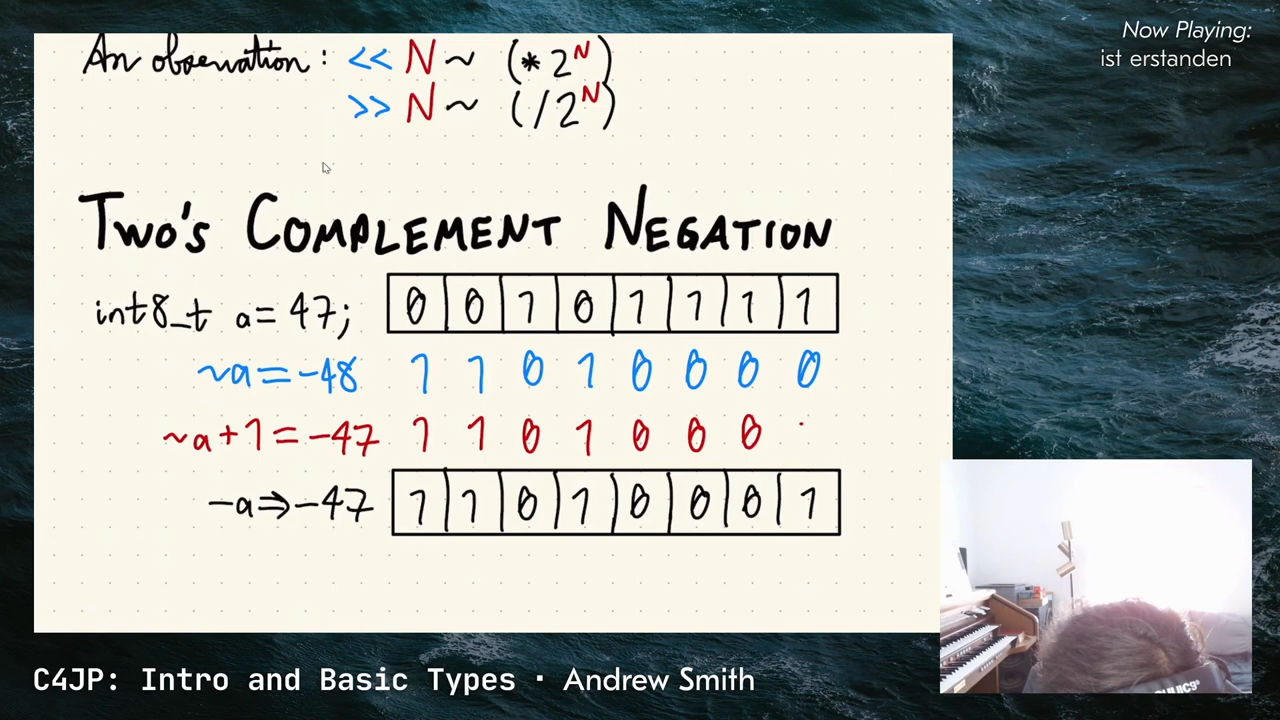 Now Playing:
ist erstanden
An observation: << N ~ (* 2^N)
>> N ~ (/ 2^N)
Two's Complement Negation
int8_t a = 47; 0 0 1 0 1 1 1 1
~a = -48 1 1 0 1 0 0 0 0
~a + 1 = -47 1 1 0 1 0 0 0
-a ⇒ -47 1 1 0 1 0 0 0 1
C4JP: Intro and Basic Types · Andrew Smith